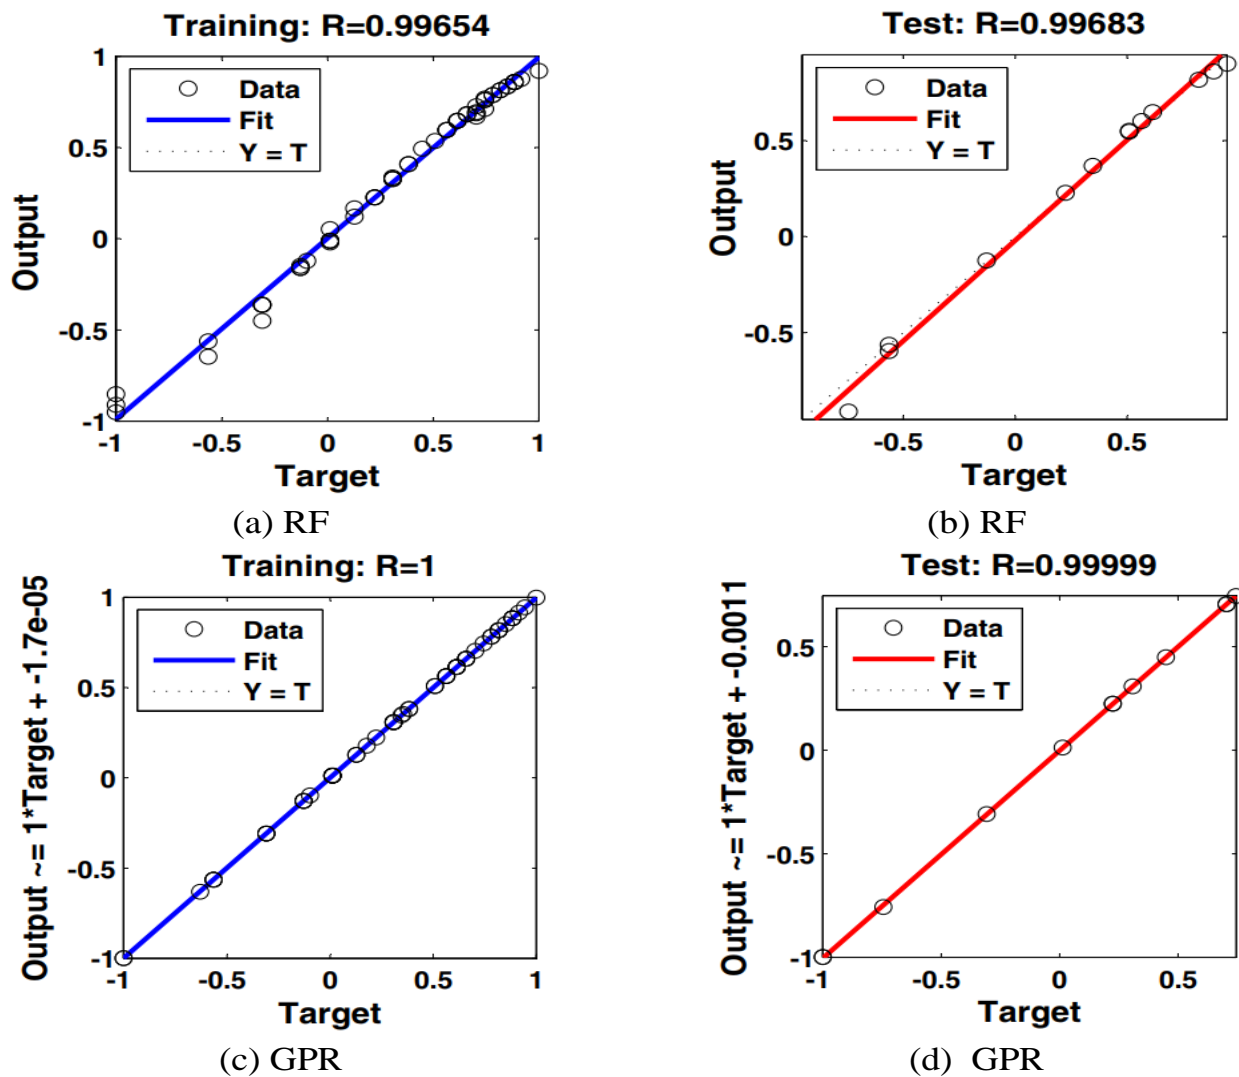 Training: R=0.99654
1
0.5
0
-0.5
-1
Output
Data
Fit
Y = T
-1
-0.5
0
0.5
1
Target
(a) RF
Test: R=0.99683
0.5
0
-0.5
Output
Data
Fit
Y = T
-0.5
0
0.5
Target
(b) RF
Training: R=1
1
0.5
0
-0.5
-1
Output ~= 1*Target + -1.7e-05
Data
Fit
Y = T
-1
-0.5
0
0.5
1
Target
(c) GPR
Test: R=0.99999
0.5
0
-0.5
-1
Output ~= 1*Target + -0.0011
Data
Fit
Y = T
-1
-0.5
0
0.5
Target
(d) GPR